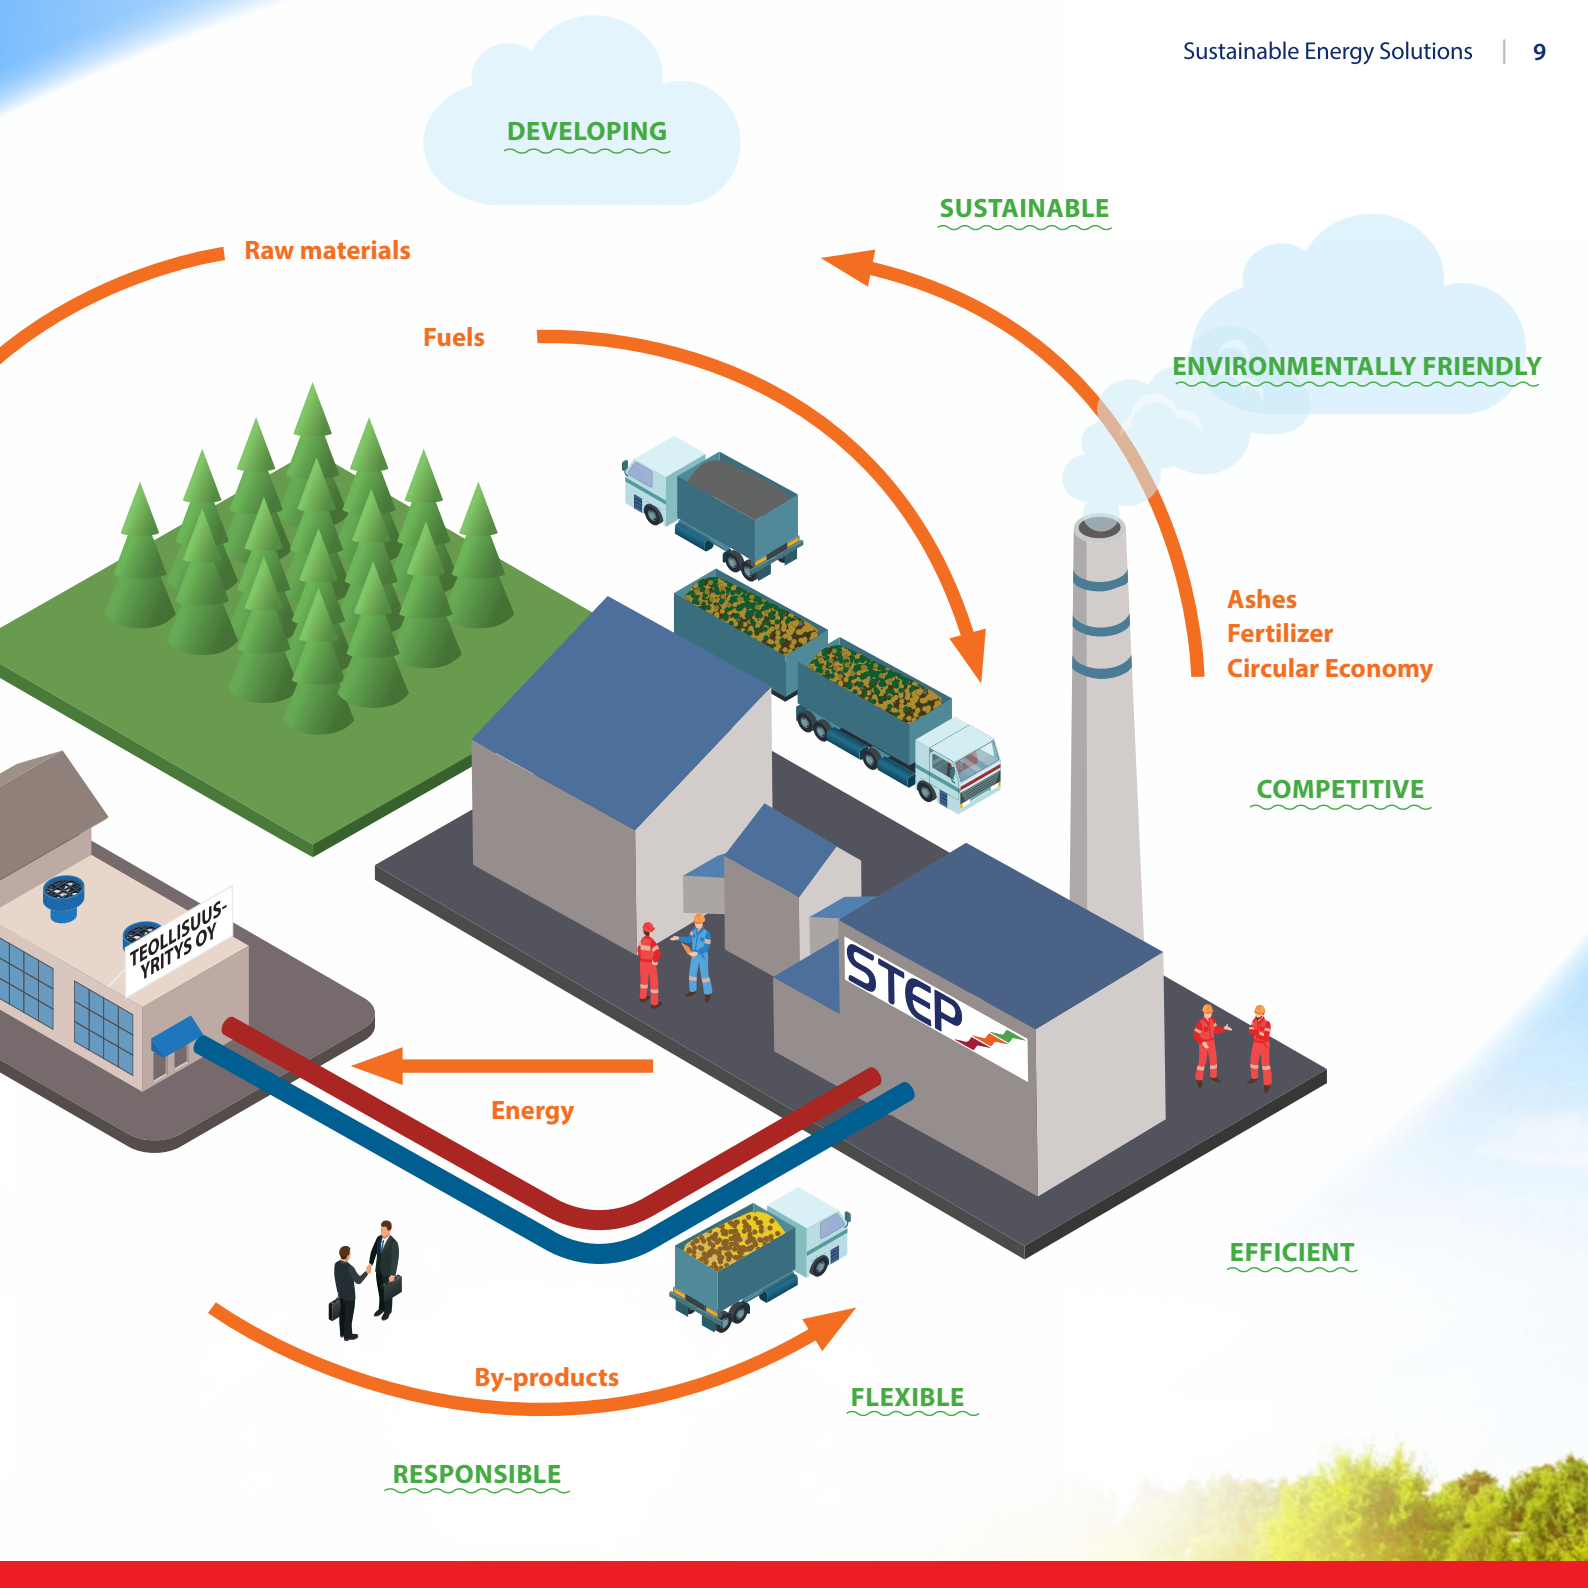 Sustainable Energy Solutions | 9
DEVELOPING
SUSTAINABLE
Raw materials
Fuels
ENVIRONMENTALLY FRIENDLY
Ashes
Fertilizer
Circular Economy
COMPETITIVE
TEOLLISUUS-
YRITYS OY
STEP
Energy
EFFICIENT
By-products
FLEXIBLE
RESPONSIBLE